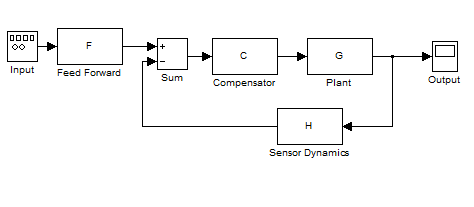 F
C
G
Input
Feed Forward
+
−
Sum
Compensator
Plant
Output
H
Sensor Dynamics